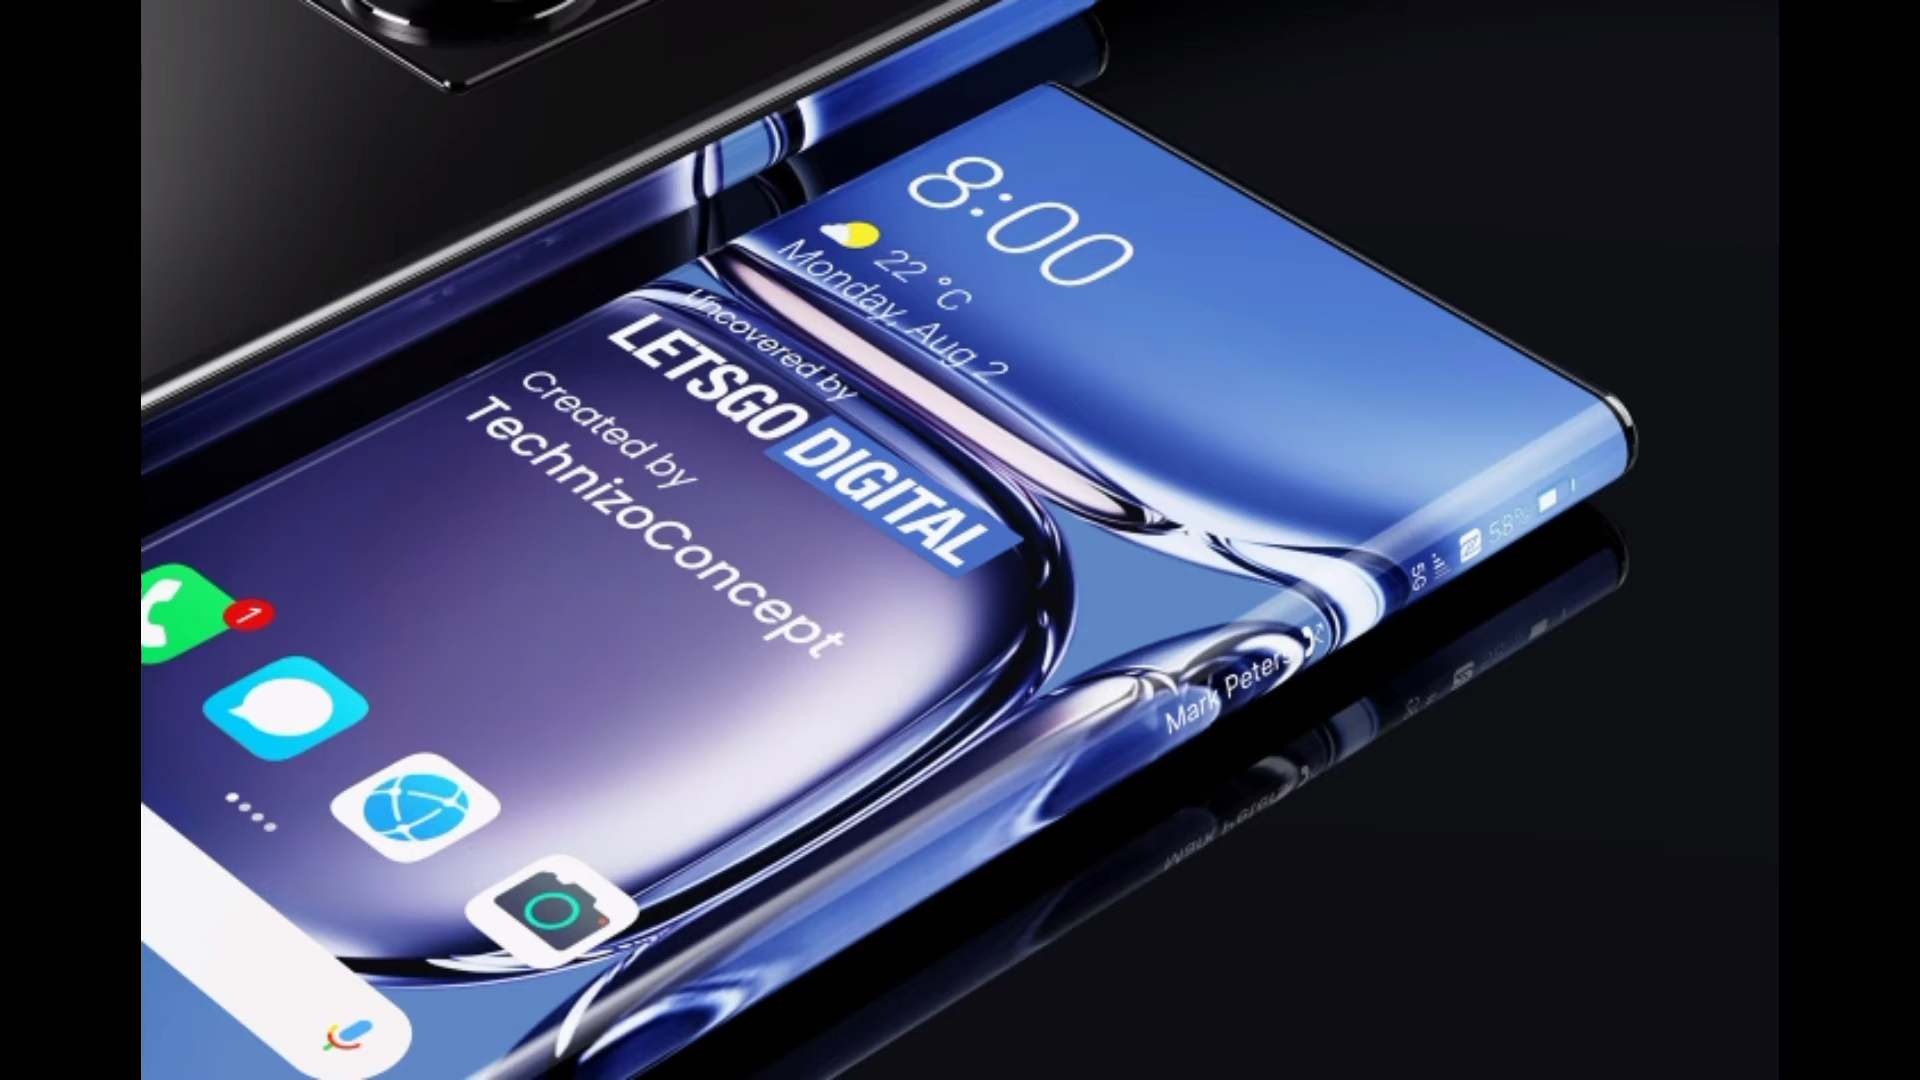 8:00
22 °C
Monday, Aug 2
Uncovered by
LETSGO DIGITAL
Created by
TechnizoConcept
1
5G
58%
Mark Peters